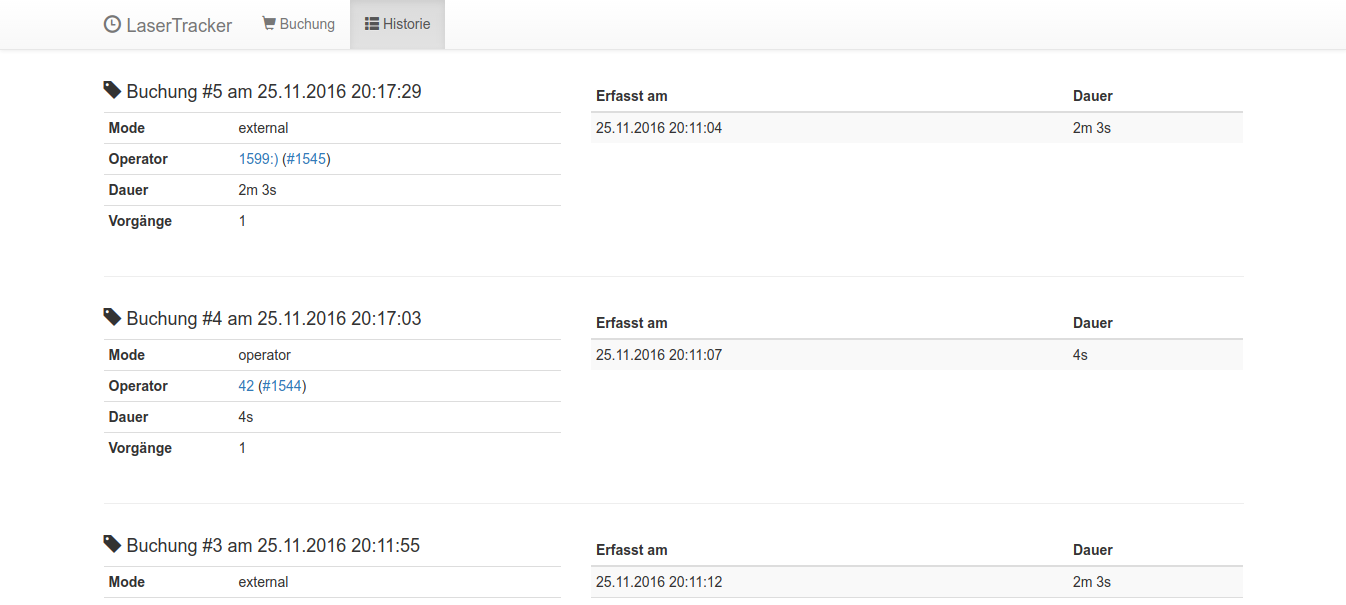 LaserTracker Buchung Historie
Buchung #5 am 25.11.2016 20:17:29
Mode external
Operator 1599:) (#1545)
Dauer 2m 3s
Vorgänge 1
Erfasst am Dauer
25.11.2016 20:11:04 2m 3s
Buchung #4 am 25.11.2016 20:17:03
Mode operator
Operator 42 (#1544)
Dauer 4s
Vorgänge 1
Erfasst am Dauer
25.11.2016 20:11:07 4s
Buchung #3 am 25.11.2016 20:11:55
Mode external
Erfasst am Dauer
25.11.2016 20:11:12 2m 3s